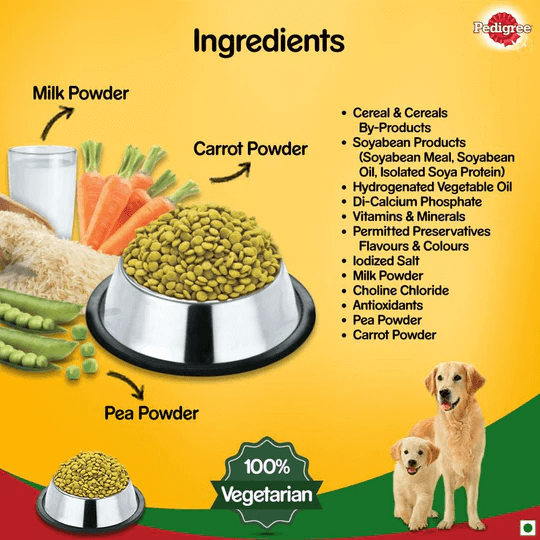 Ingredients
Pedigree
Milk Powder
Carrot Powder
• Cereal & Cereals
By-Products
• Soyabean Products
(Soyabean Meal, Soyabean
Oil, Isolated Soya Protein)
• Hydrogenated Vegetable Oil
• Di-Calcium Phosphate
• Vitamins & Minerals
• Permitted Preservatives
Flavours & Colours
• Iodized Salt
• Milk Powder
• Choline Chloride
• Antioxidants
• Pea Powder
• Carrot Powder
Pea Powder
100%
Vegetarian